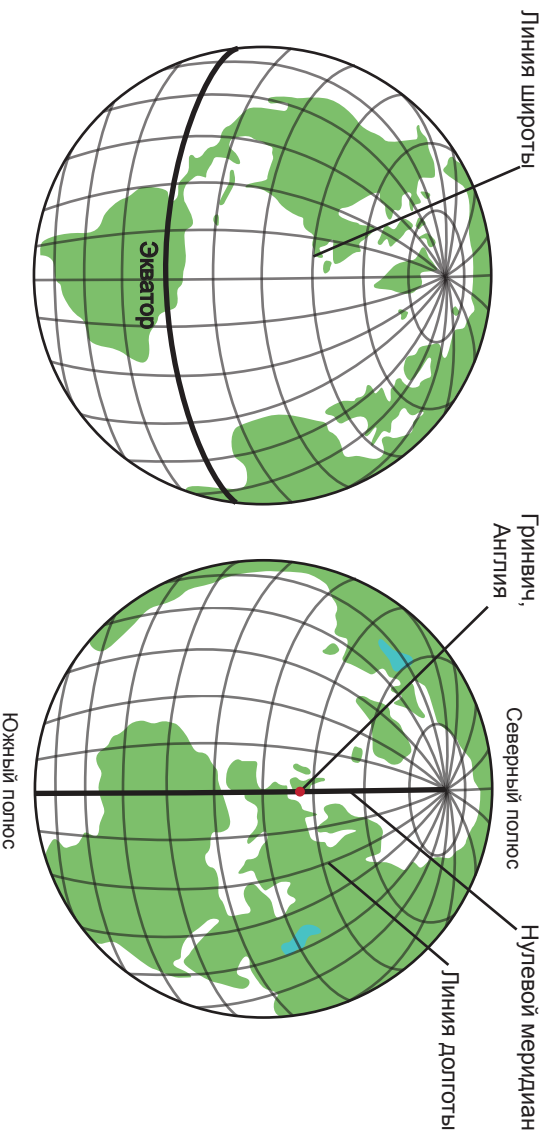 Линия широты
Экватор
Гринвич,
Англия
Северный полюс
Нулевой меридиан
Линия долготы
Южный полюс